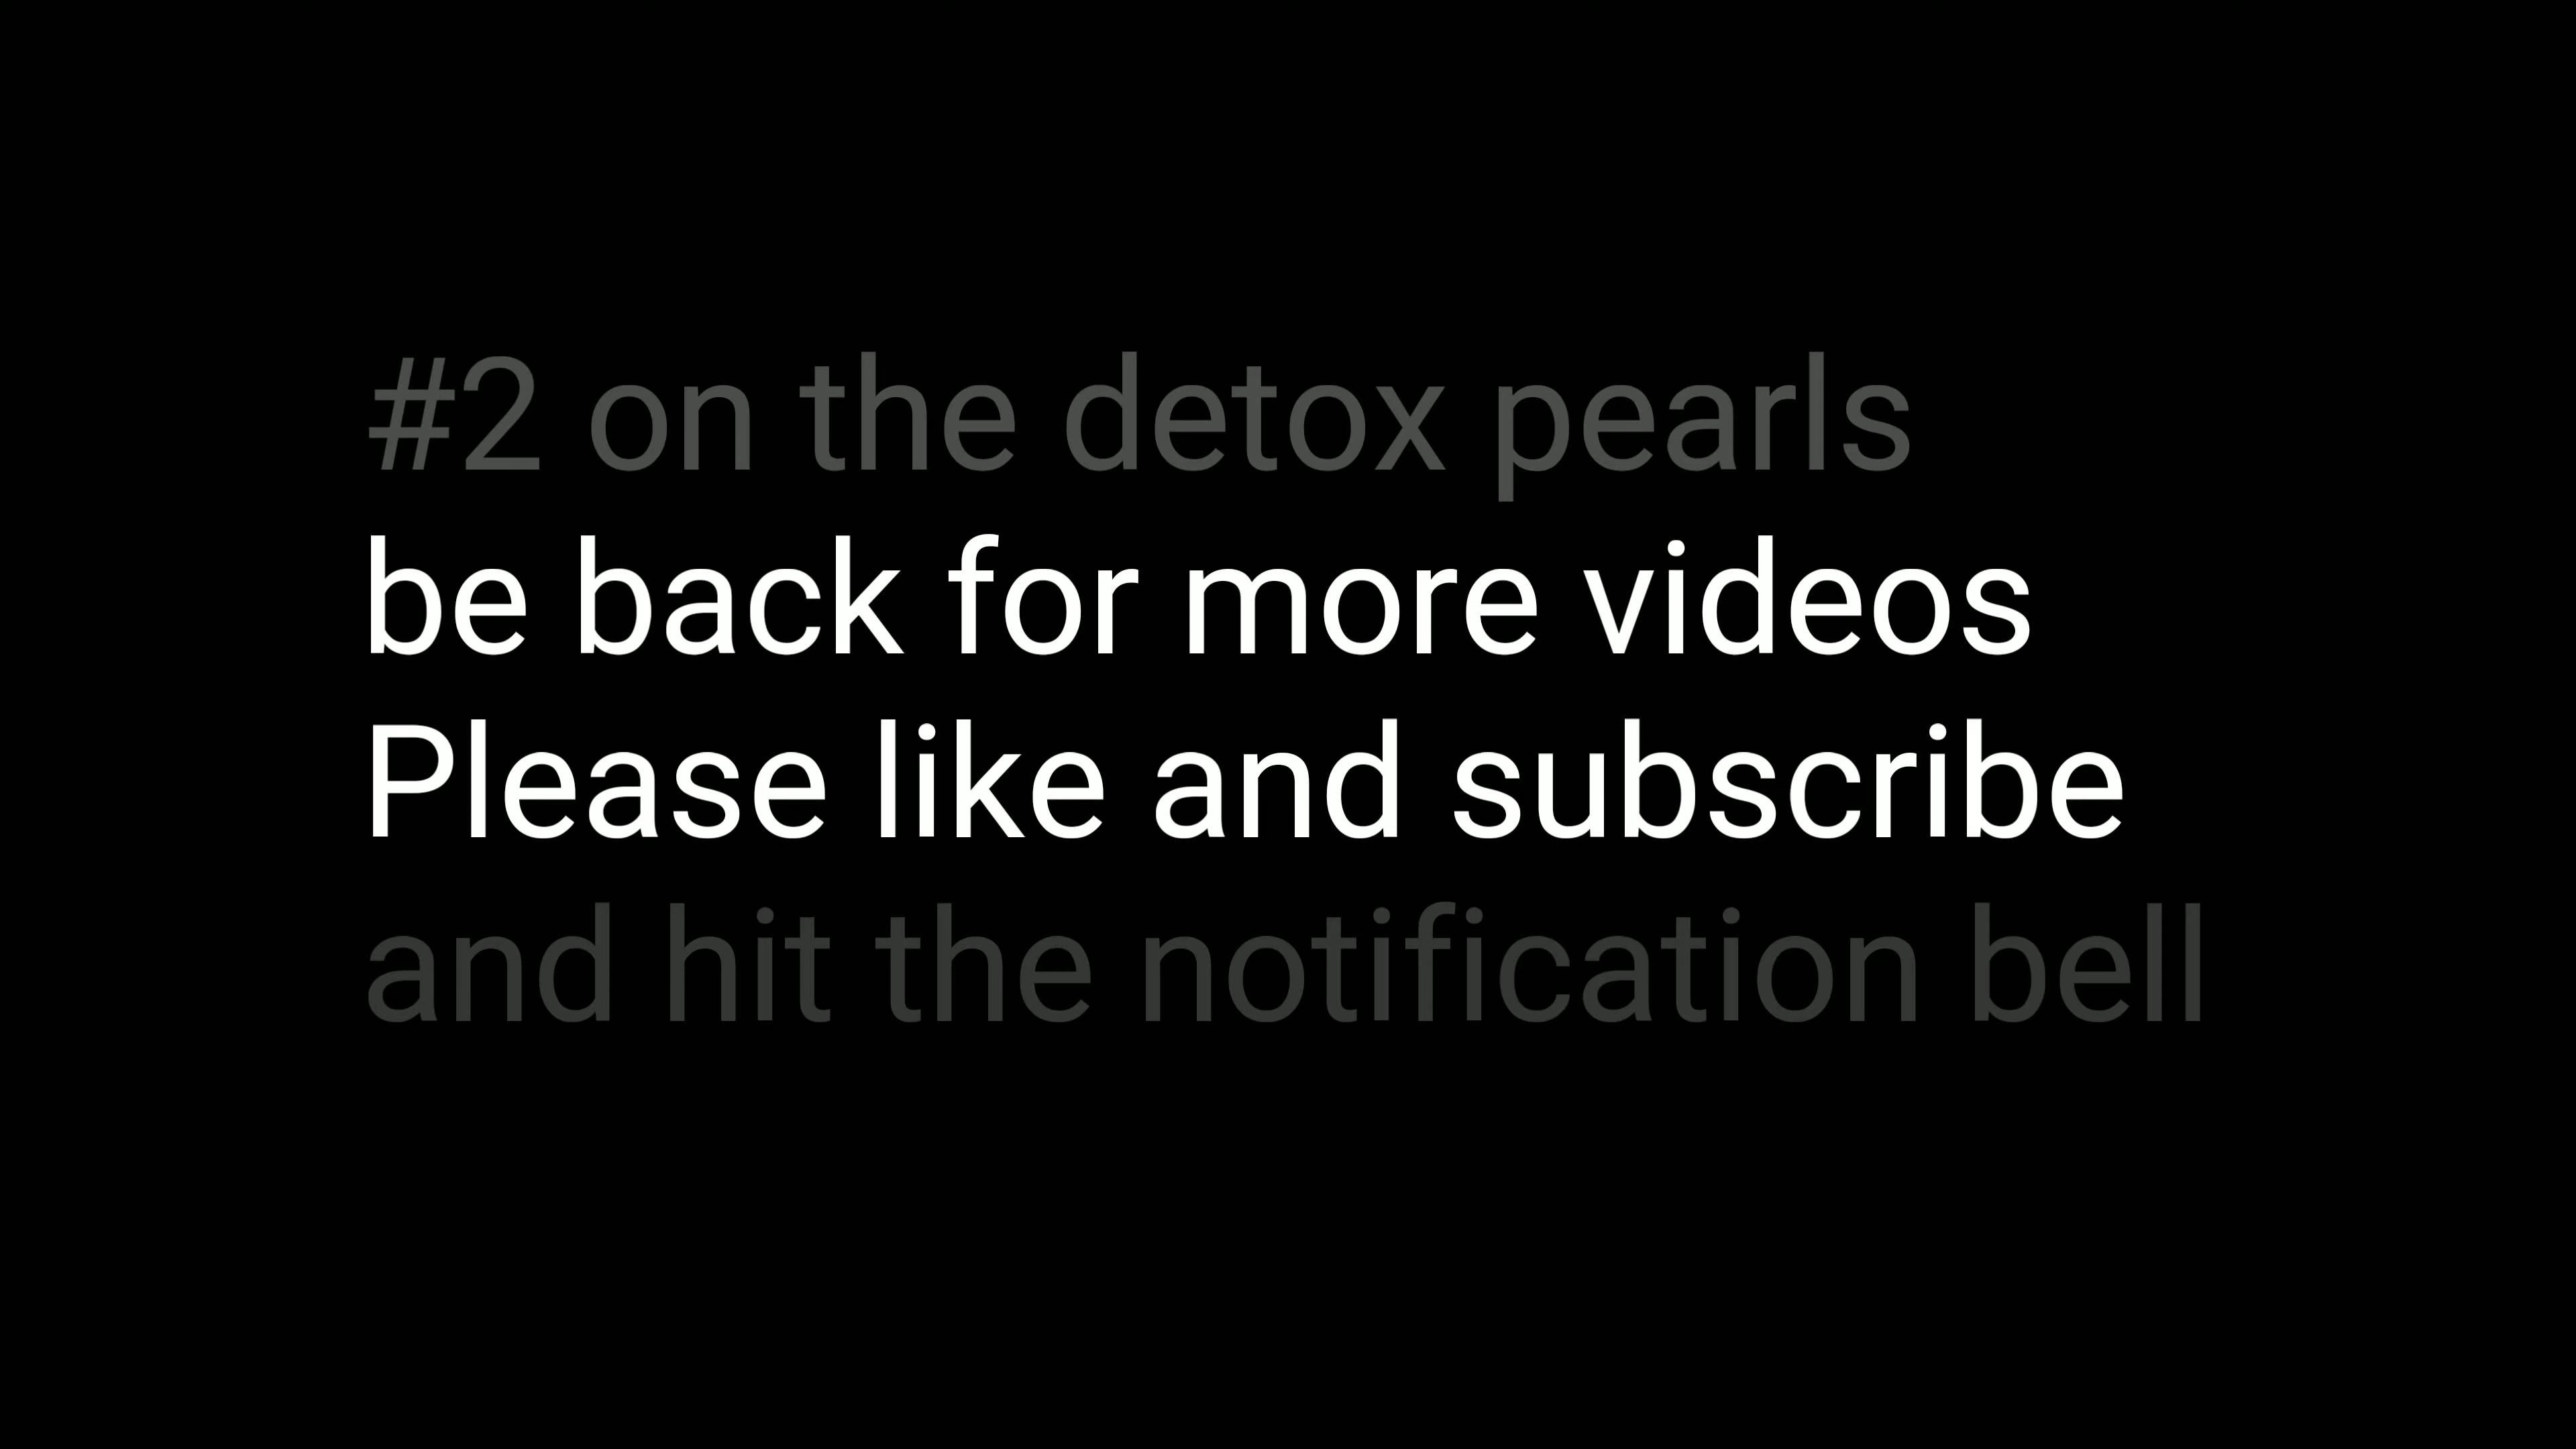 #2 on the detox pearls
be back for more videos
Please like and subscribe
and hit the notification bell